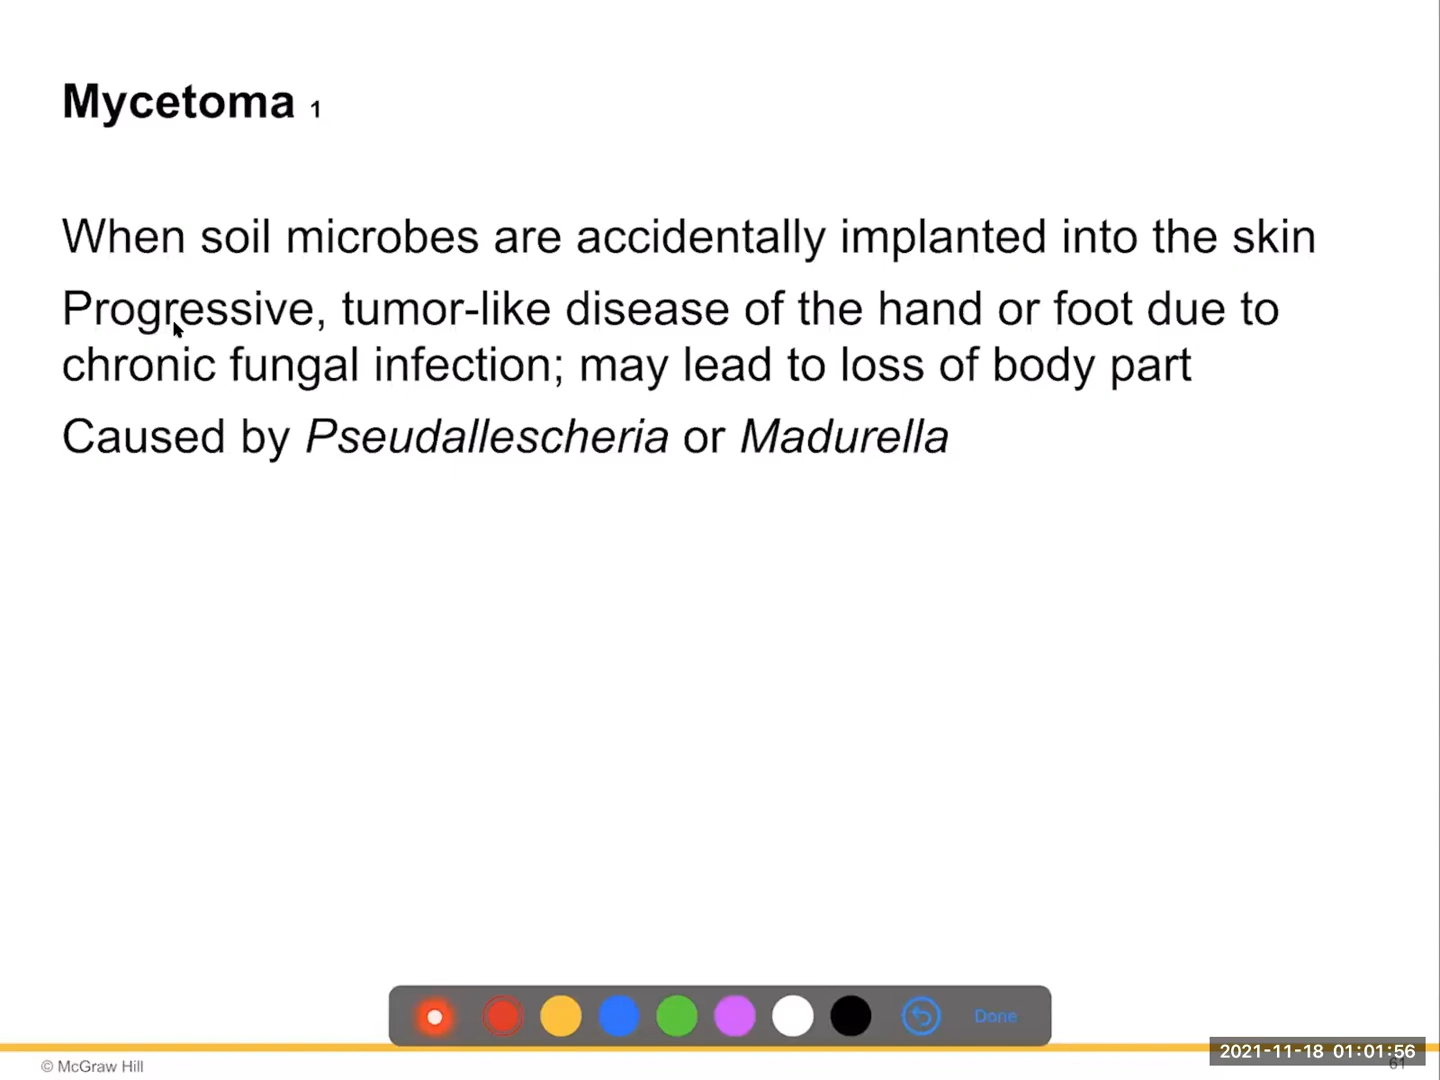 Mycetoma 1
When soil microbes are accidentally implanted into the skin
Progressive, tumor-like disease of the hand or foot due to
chronic fungal infection; may lead to loss of body part
Caused by Pseudallescheria or Madurella
Done
2021-11-18 01:01:56
© McGraw Hill
61